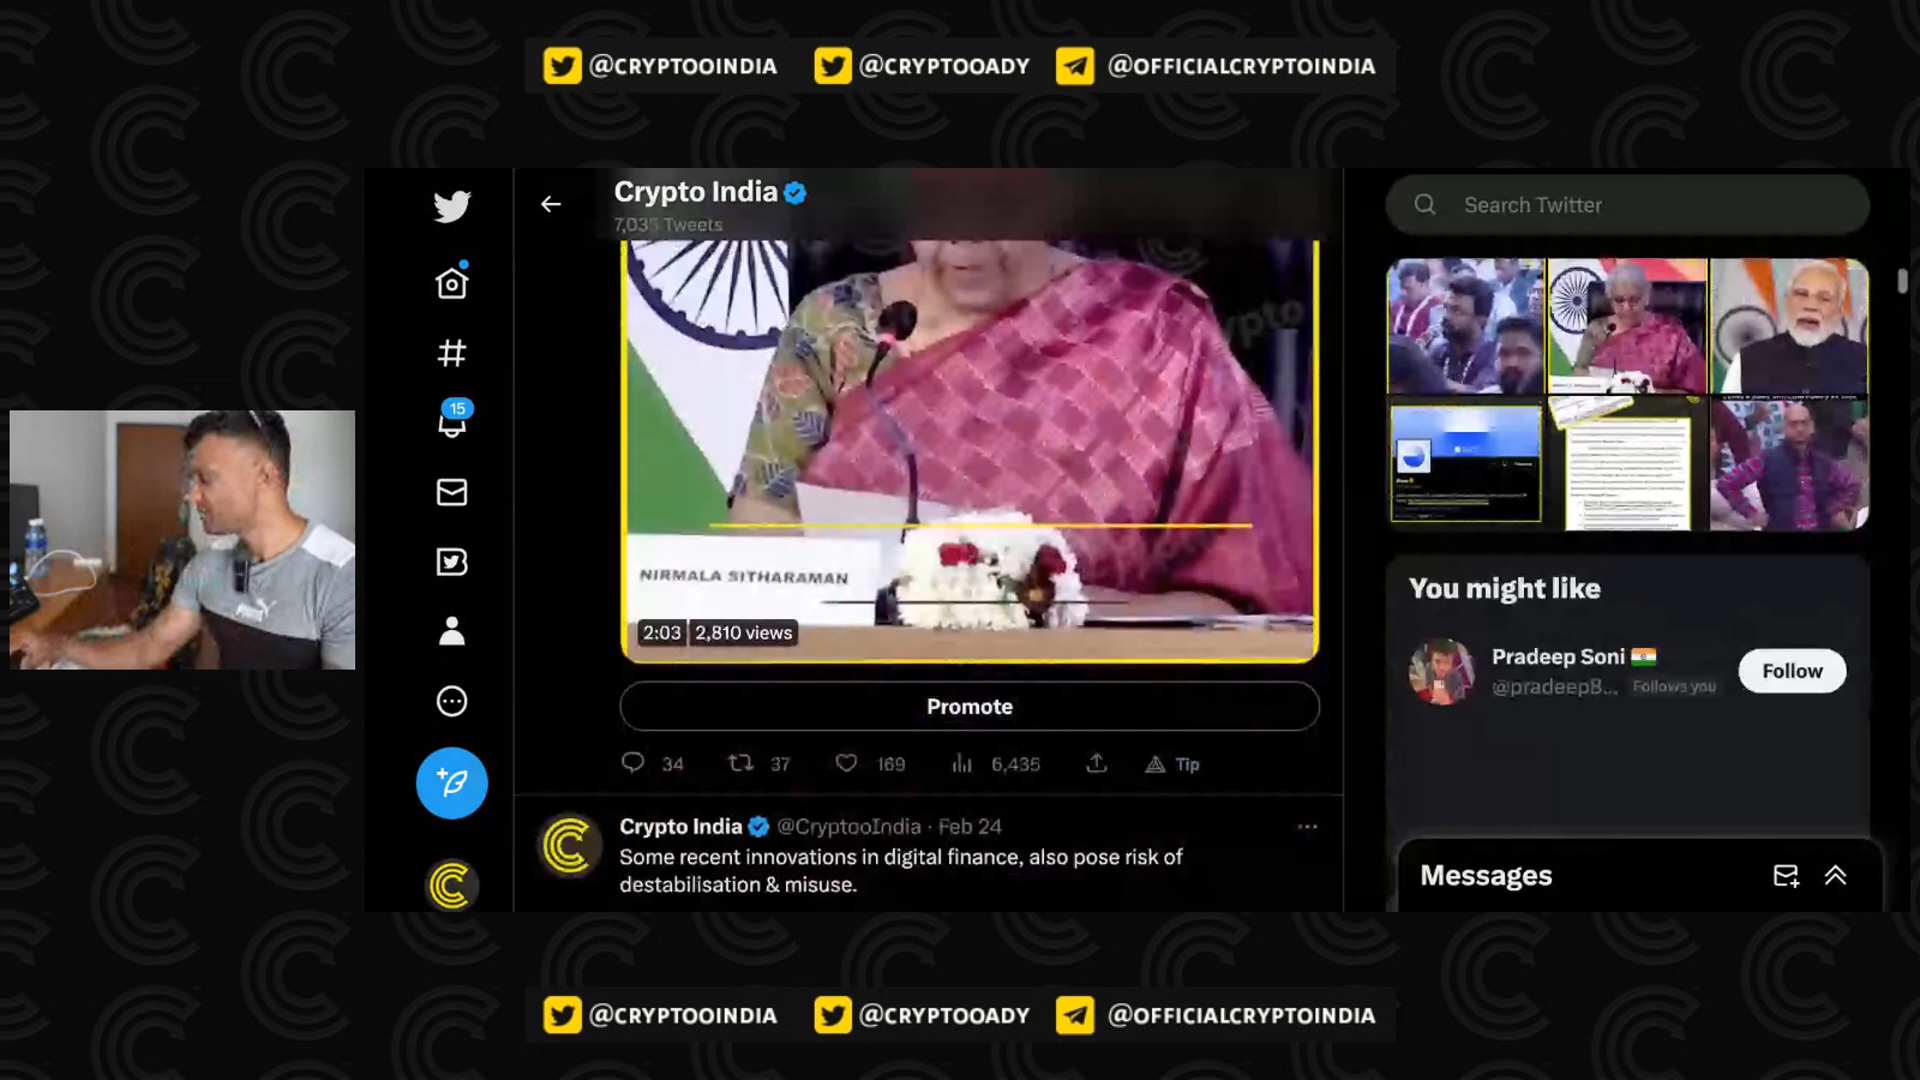 @CRYPTOOINDIA @CRYPTOOADY @OFFICIALCRYPTOINDIA
Crypto India
7,035 Tweets
Search Twitter
15
NIRMALA SITHARAMAN
2:03 2,810 views
Promote
34 37 169 6,435 Tip
Crypto India @CryptooIndia · Feb 24
Some recent innovations in digital finance, also pose risk of
destabilisation & misuse.
You might like
Pradeep Soni
@pradeep8... Follows you
Follow
Messages
@CRYPTOOINDIA @CRYPTOOADY @OFFICIALCRYPTOINDIA